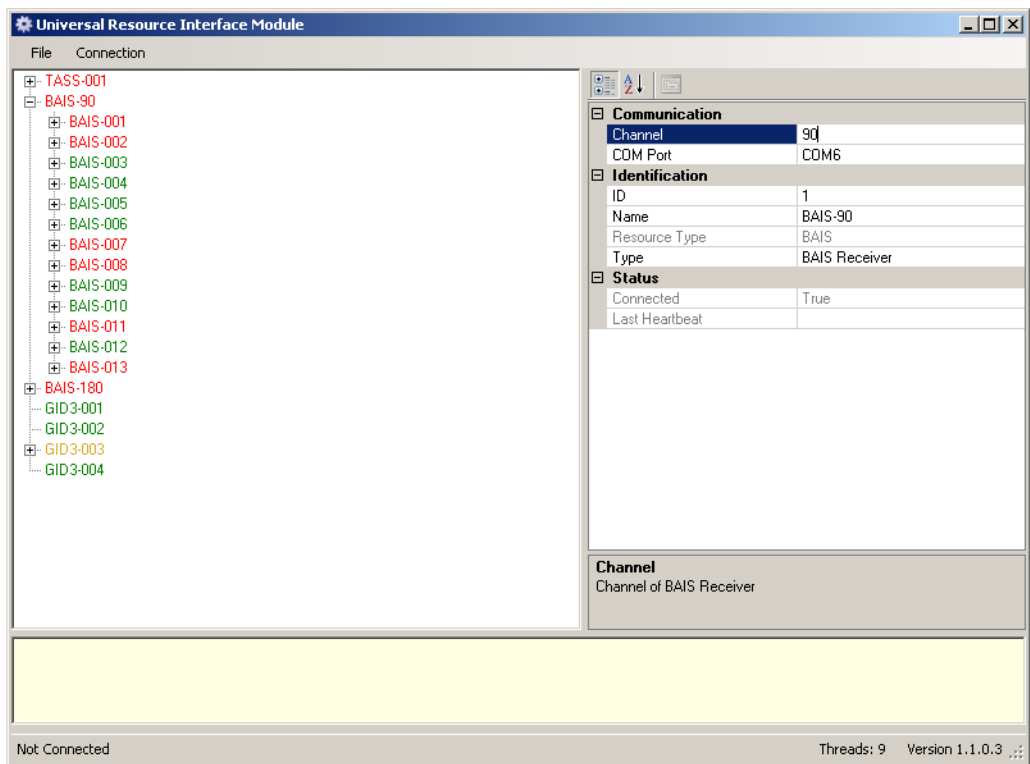 Universal Resource Interface Module
File Connection
TASS-001
BAIS-90
BAIS-001
BAIS-002
BAIS-003
BAIS-004
BAIS-005
BAIS-006
BAIS-007
BAIS-008
BAIS-009
BAIS-010
BAIS-011
BAIS-012
BAIS-013
BAIS-180
GID3-001
GID3-002
GID3-003
GID3-004
Communication
Channel 90
COM Port COM6
Identification
ID 1
Name BAIS-90
Resource Type BAIS
Type BAIS Receiver
Status
Connected True
Last Heartbeat
Channel
Channel of BAIS Receiver
Not Connected Threads: 9 Version 1.1.0.3